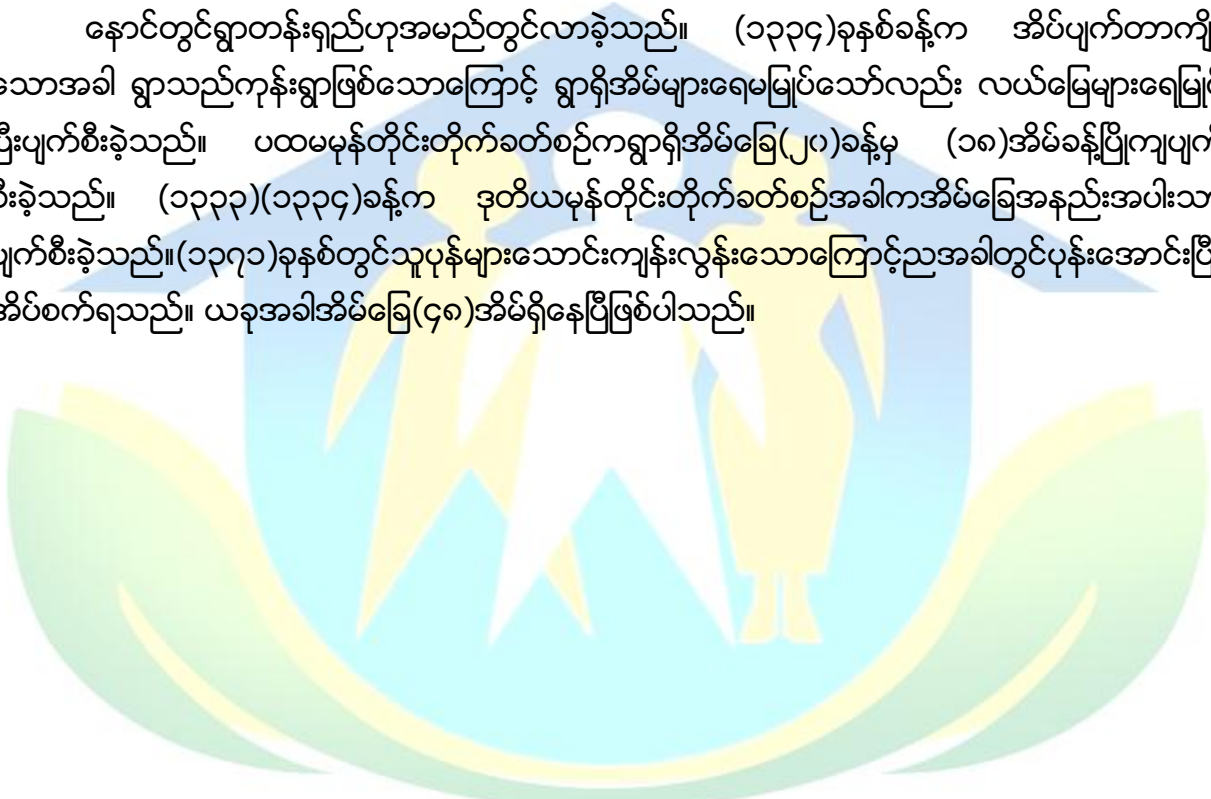 နောင်တွင်ရွာတန်းရှည်ဟုအမည်တွင်လာခဲ့သည်။ (၁၃၃၄)ခုနှစ်ခန့်က အိပ်ပျက်တာကျိ
သောအခါ ရွာသည်ကုန်းရွာဖြစ်သောကြောင့် ရွာရှိအိမ်များရေမမြုပ်သော်လည်း လယ်မြေများရေမြုပ်
ပြီးပျက်စီးခဲ့သည်။ ပထမမုန်တိုင်းတိုက်ခတ်စဉ်ကရွာရှိအိမ်ခြေ(၂၀)ခန့်မှ (၁၈)အိမ်ခန့်ပြိုကျပျက်
စီးခဲ့သည်။ (၁၃၃၃)(၁၃၃၄)ခန့်က ဒုတိယမုန်တိုင်းတိုက်ခတ်စဉ်အခါကအိမ်ခြေအနည်းအပါးသာ
ပျက်စီးခဲ့သည်။(၁၃၇၁)ခုနှစ်တွင်သူပုန်များသောင်းကျန်းလွန်းသောကြောင့်ညအခါတွင်ပုန်းအောင်းပြီ
အိပ်စက်ရသည်။ ယခုအခါအိမ်ခြေ(၄၈)အိမ်ရှိနေပြီဖြစ်ပါသည်။